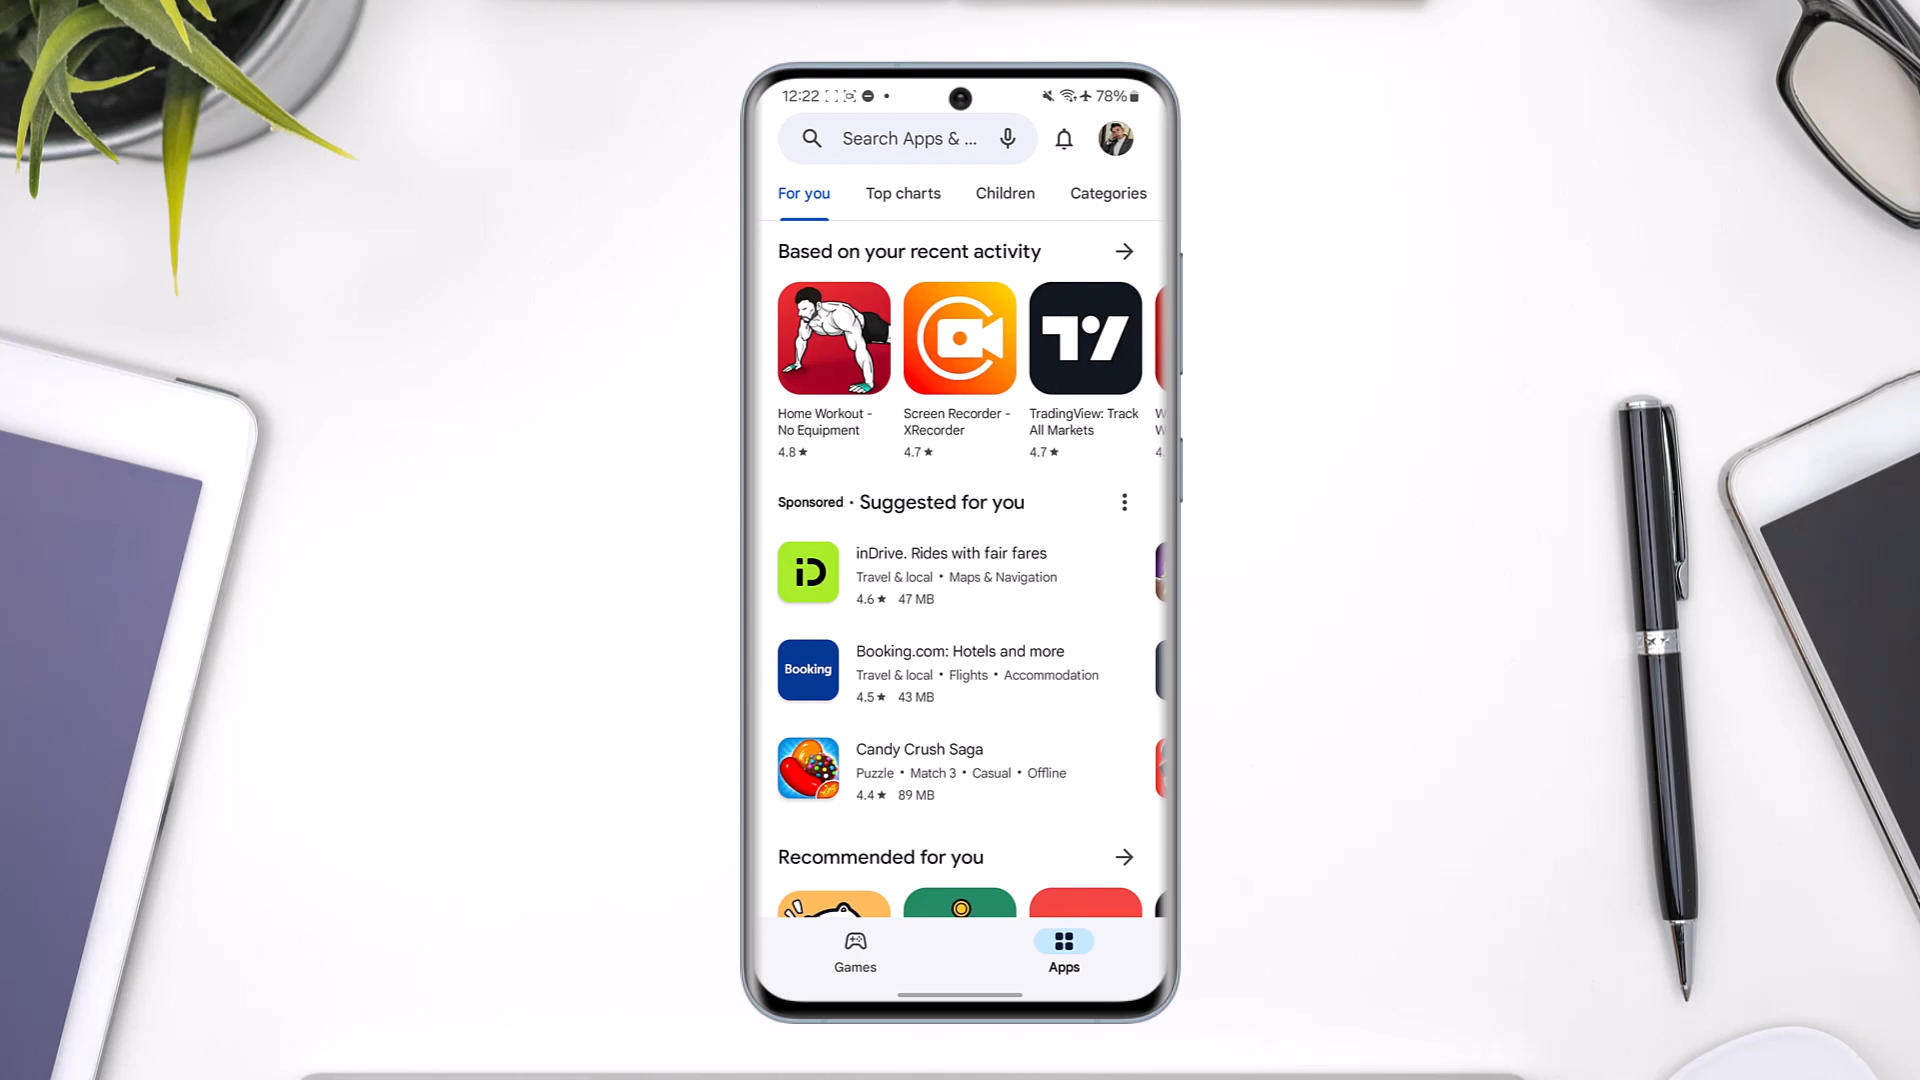 12:22
78%
Search Apps & ...
For you
Top charts
Children
Categories
Based on your recent activity
Home Workout -
No Equipment
4.8★
Screen Recorder -
XRecorder
4.7★
TradingView: Track
All Markets
4.7★
W
W
4.
Sponsored • Suggested for you
iD
inDrive. Rides with fair fares
Travel & local • Maps & Navigation
4.6★ 47 MB
Booking
Booking.com: Hotels and more
Travel & local • Flights • Accommodation
4.5★ 43 MB
Candy Crush Saga
Puzzle • Match 3 • Casual • Offline
4.4★ 89 MB
Recommended for you
Games
Apps